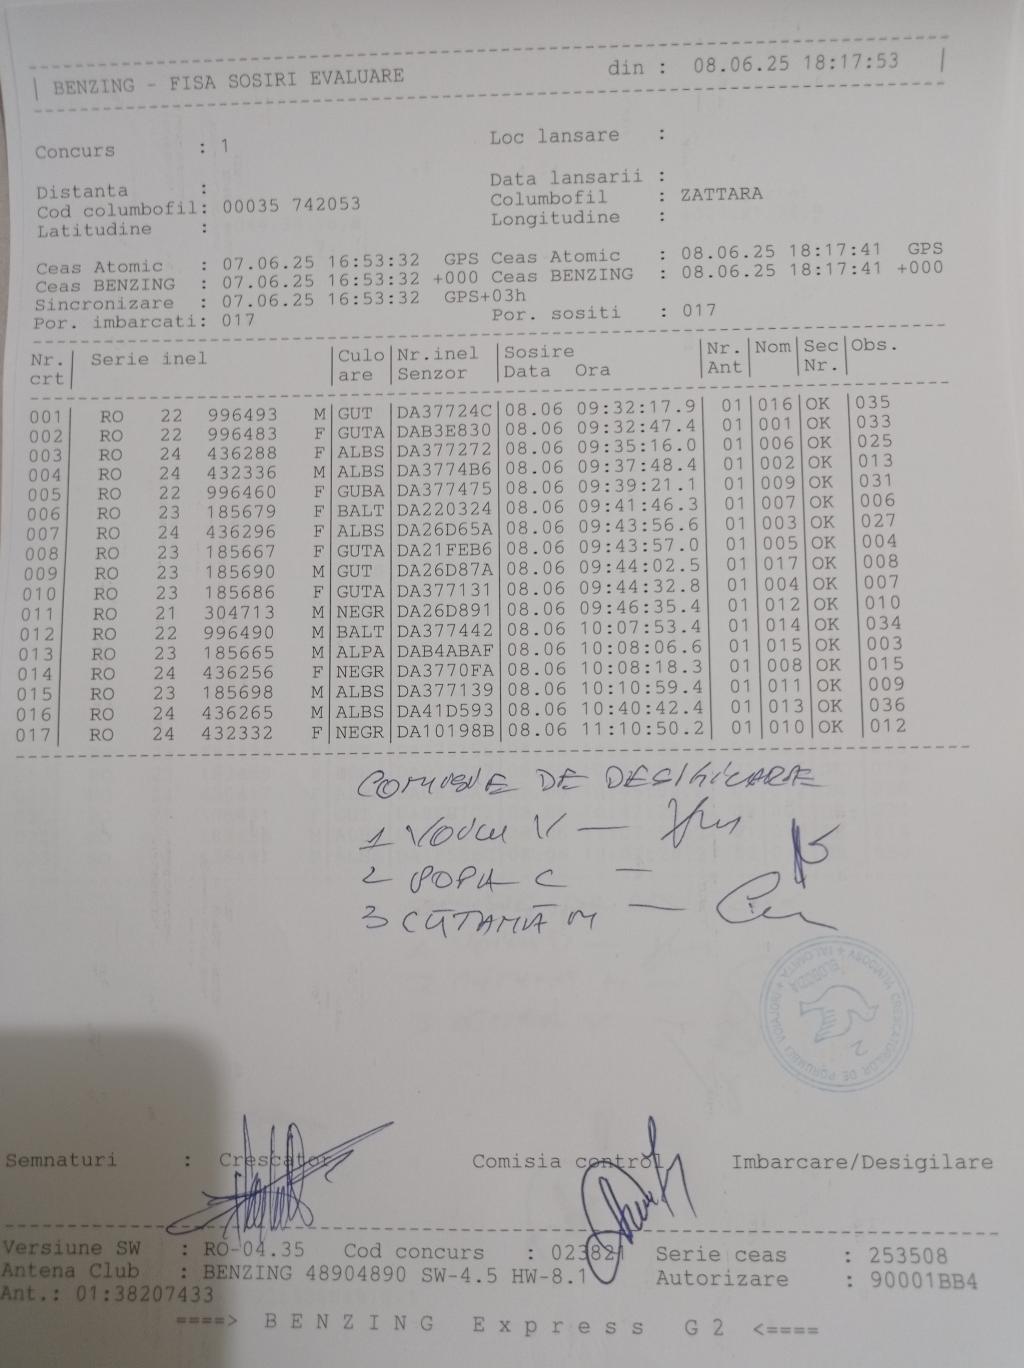 BENZING - FISA SOSIRI EVALUARE din : 08.06.25 18:17:53
Concurs : 1 Loc lansare :
Distanta : Data lansarii :
Cod columbofil: 00035 742053 Columbofil : ZATTARA
Latitudine : Longitudine :
Ceas Atomic : 07.06.25 16:53:32 GPS Ceas Atomic : 08.06.25 18:17:41 GPS
Ceas BENZING : 07.06.25 16:53:32 +000 Ceas BENZING : 08.06.25 18:17:41 +000
Sincronizare : 07.06.25 16:53:32 GPS+03h
Por. imbarcati: 017 Por. sositi : 017
Nr. Serie inel Culo Nr.inel Sosire Nr. Nom Sec Obs.
crt are Senzor Data Ora Ant Nr.
001 RO 22 996493 M GUT DA37724C 08.06 09:32:17.9 01 016 OK 035
002 RO 22 996483 F GUTA DAB3E830 08.06 09:32:47.4 01 001 OK 033
003 RO 24 436288 F ALBS DA377272 08.06 09:35:16.0 01 006 OK 025
004 RO 24 432336 M ALBS DA3774B6 08.06 09:37:48.4 01 002 OK 013
005 RO 22 996460 F GUBA DA377475 08.06 09:39:21.1 01 009 OK 031
006 RO 23 185679 F BALT DA220324 08.06 09:41:46.3 01 007 OK 006
007 RO 24 436296 F ALBS DA26D65A 08.06 09:43:56.6 01 003 OK 027
008 RO 23 185667 F GUTA DA21FEB6 08.06 09:43:57.0 01 005 OK 004
009 RO 23 185690 M GUT DA26D87A 08.06 09:44:02.5 01 017 OK 008
010 RO 23 185686 F GUTA DA377131 08.06 09:44:32.8 01 004 OK 007
011 RO 21 304713 M NEGR DA26D891 08.06 09:46:35.4 01 012 OK 010
012 RO 22 996490 M BALT DA377442 08.06 10:07:53.4 01 014 OK 034
013 RO 23 185665 M ALPA DAB4ABAF 08.06 10:08:06.6 01 015 OK 003
014 RO 24 436256 F NEGR DA3770FA 08.06 10:08:18.3 01 008 OK 015
015 RO 23 185698 M ALBS DA377139 08.06 10:10:59.4 01 011 OK 009
016 RO 24 436265 M ALBS DA41D593 08.06 10:40:42.4 01 013 OK 036
017 RO 24 432332 F NEGR DA10198B 08.06 11:10:50.2 01 010 OK 012
DE
1 V —
2 POPA C —
3 M —
Semnaturi : Crescator Comisia control Imbarcare/Desigilare
Versiune SW : RO-04.35 Cod concurs : 023821 Serie ceas : 253508
Antena Club : BENZING 48904890 SW-4.5 HW-8.1 Autorizare : 90001BB4
Ant.: 01:38207433
====> BENZING Express G2 <====